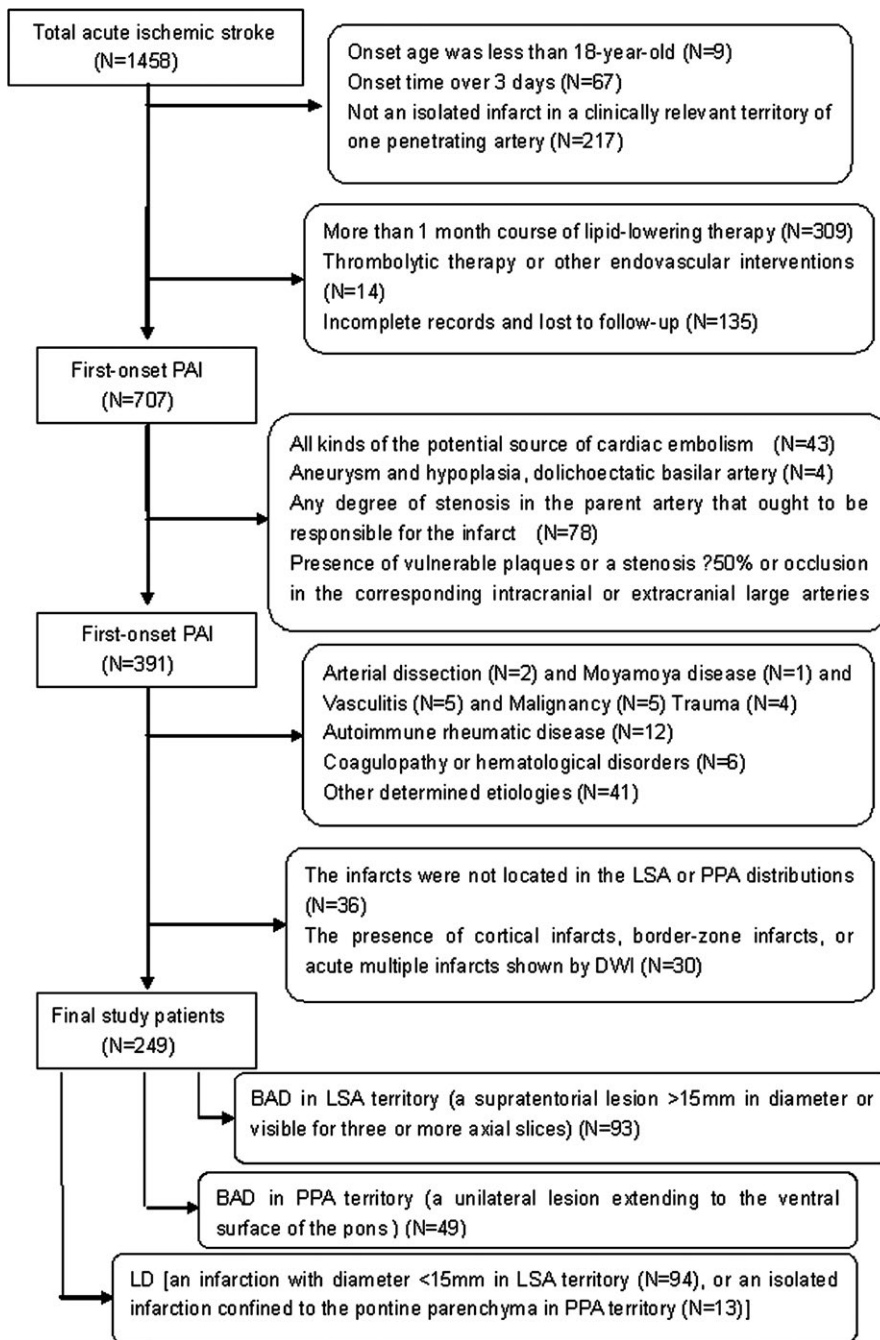 Total acute ischemic stroke
(N=1458)
Onset age was less than 18-year-old (N=9)
Onset time over 3 days (N=67)
Not an isolated infarct in a clinically relevant territory of
one penetrating artery (N=217)
More than 1 month course of lipid-lowering therapy (N=309)
Thrombolytic therapy or other endovascular interventions
(N=14)
Incomplete records and lost to follow-up (N=135)
First-onset PAI
(N=707)
All kinds of the potential source of cardiac embolism (N=43)
Aneurysm and hypoplasia, dolichoectatic basilar artery (N=4)
Any degree of stenosis in the parent artery that ought to be
responsible for the infarct (N=78)
Presence of vulnerable plaques or a stenosis ?50% or occlusion
in the corresponding intracranial or extracranial large arteries
First-onset PAI
(N=391)
Arterial dissection (N=2) and Moyamoya disease (N=1) and
Vasculitis (N=5) and Malignancy (N=5) Trauma (N=4)
Autoimmune rheumatic disease (N=12)
Coagulopathy or hematological disorders (N=6)
Other determined etiologies (N=41)
The infarcts were not located in the LSA or PPA distributions
(N=36)
The presence of cortical infarcts, border-zone infarcts, or
acute multiple infarcts shown by DWI (N=30)
Final study patients
(N=249)
BAD in LSA territory (a supratentorial lesion >15mm in diameter or
visible for three or more axial slices) (N=93)
BAD in PPA territory (a unilateral lesion extending to the ventral
surface of the pons ) (N=49)
LD [an infarction with diameter <15mm in LSA territory (N=94), or an isolated
infarction confined to the pontine parenchyma in PPA territory (N=13)]